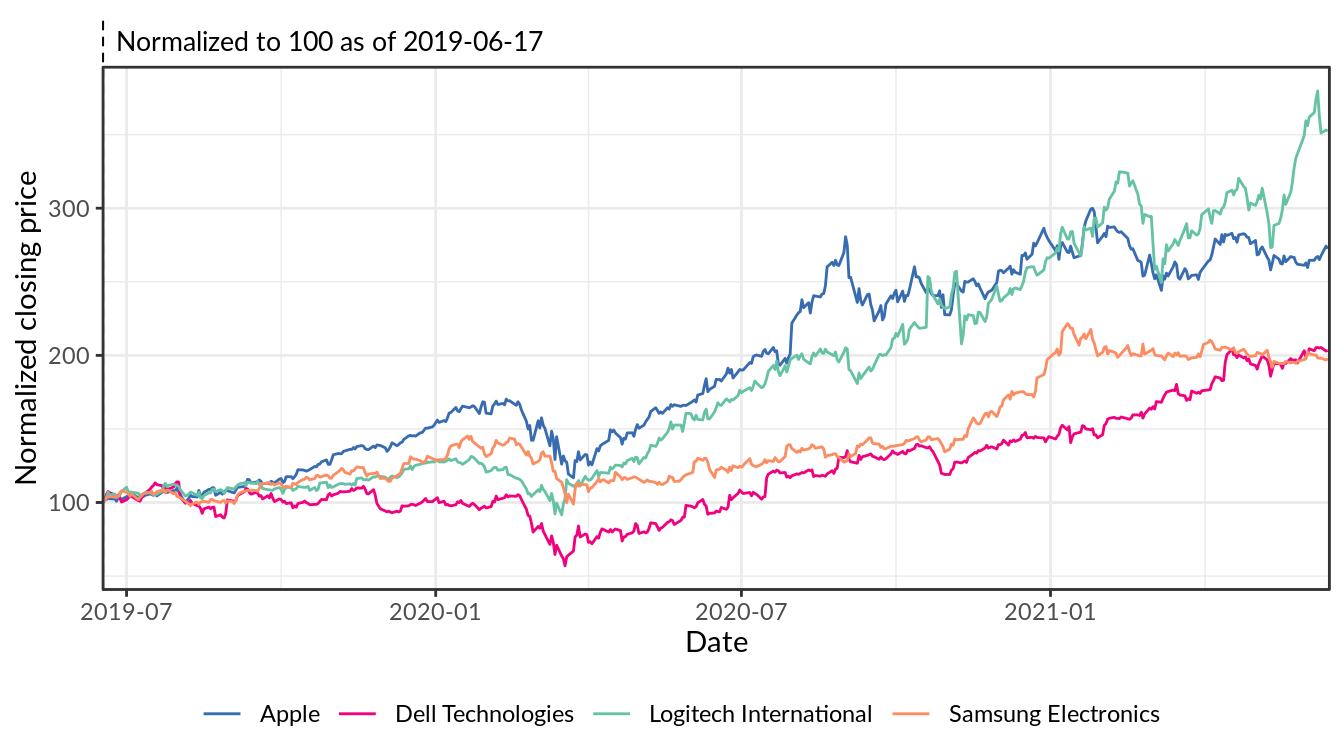 Normalized to 100 as of 2019-06-17
Normalized closing price
300
200
100
2019-07
2020-01
2020-07
2021-01
Date
Apple
Dell Technologies
Logitech International
Samsung Electronics